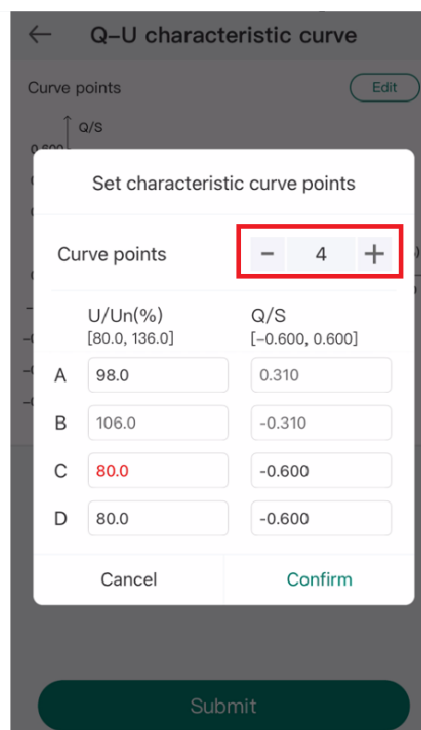 ← Q–U characteristic curve
Curve points Edit
Q/S
0.600
Set characteristic curve points
Curve points − 4 +
U/Un(%) Q/S
[80.0, 136.0] [−0.600, 0.600]
A 98.0 0.310
B 106.0 -0.310
C 80.0 -0.600
D 80.0 -0.600
Cancel Confirm
Submit